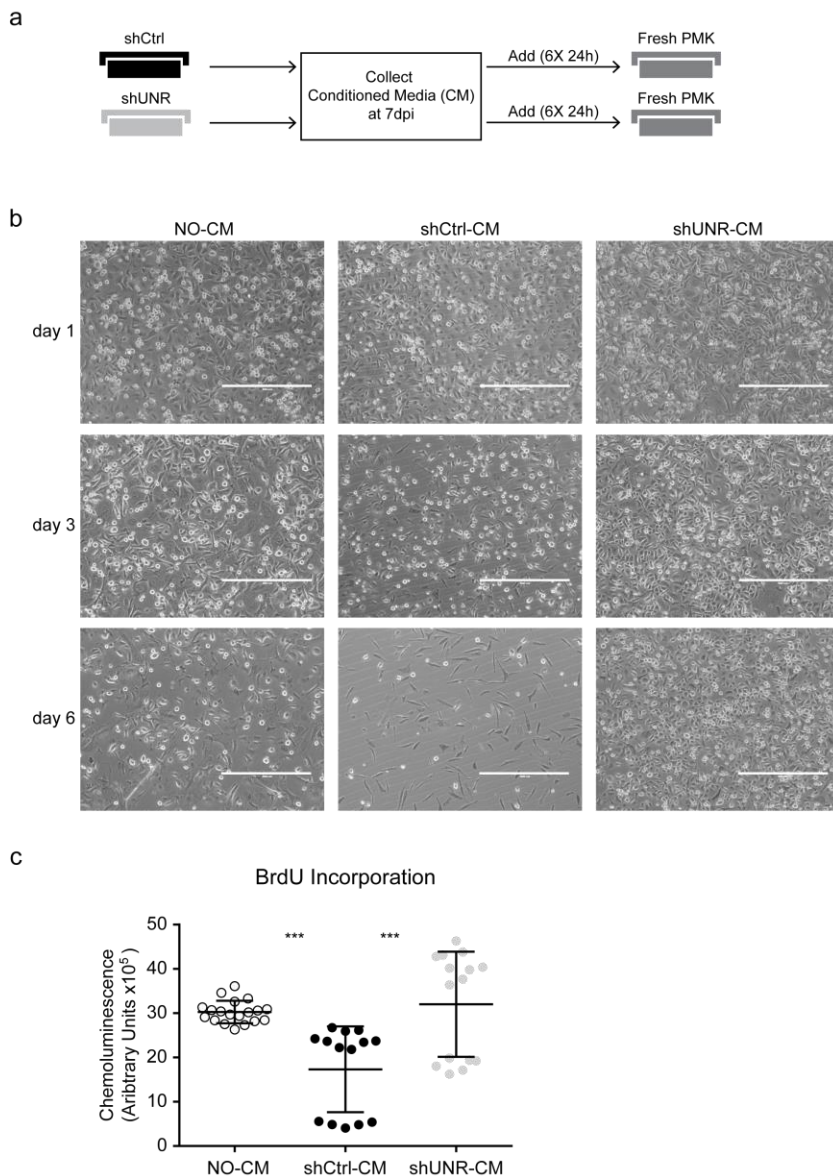 a
shCtrl
shUNR
Collect
Conditioned Media (CM)
at 7dpi
Add (6X 24h)
Add (6X 24h)
Fresh PMK
Fresh PMK
b
NO-CM shCtrl-CM shUNR-CM
day 1
day 3
day 6
c
BrdU Incorporation
Chemoluminescence
(Aribtrary Units x10⁵)
50
40
30
20
10
0
*** ***
NO-CM shCtrl-CM shUNR-CM